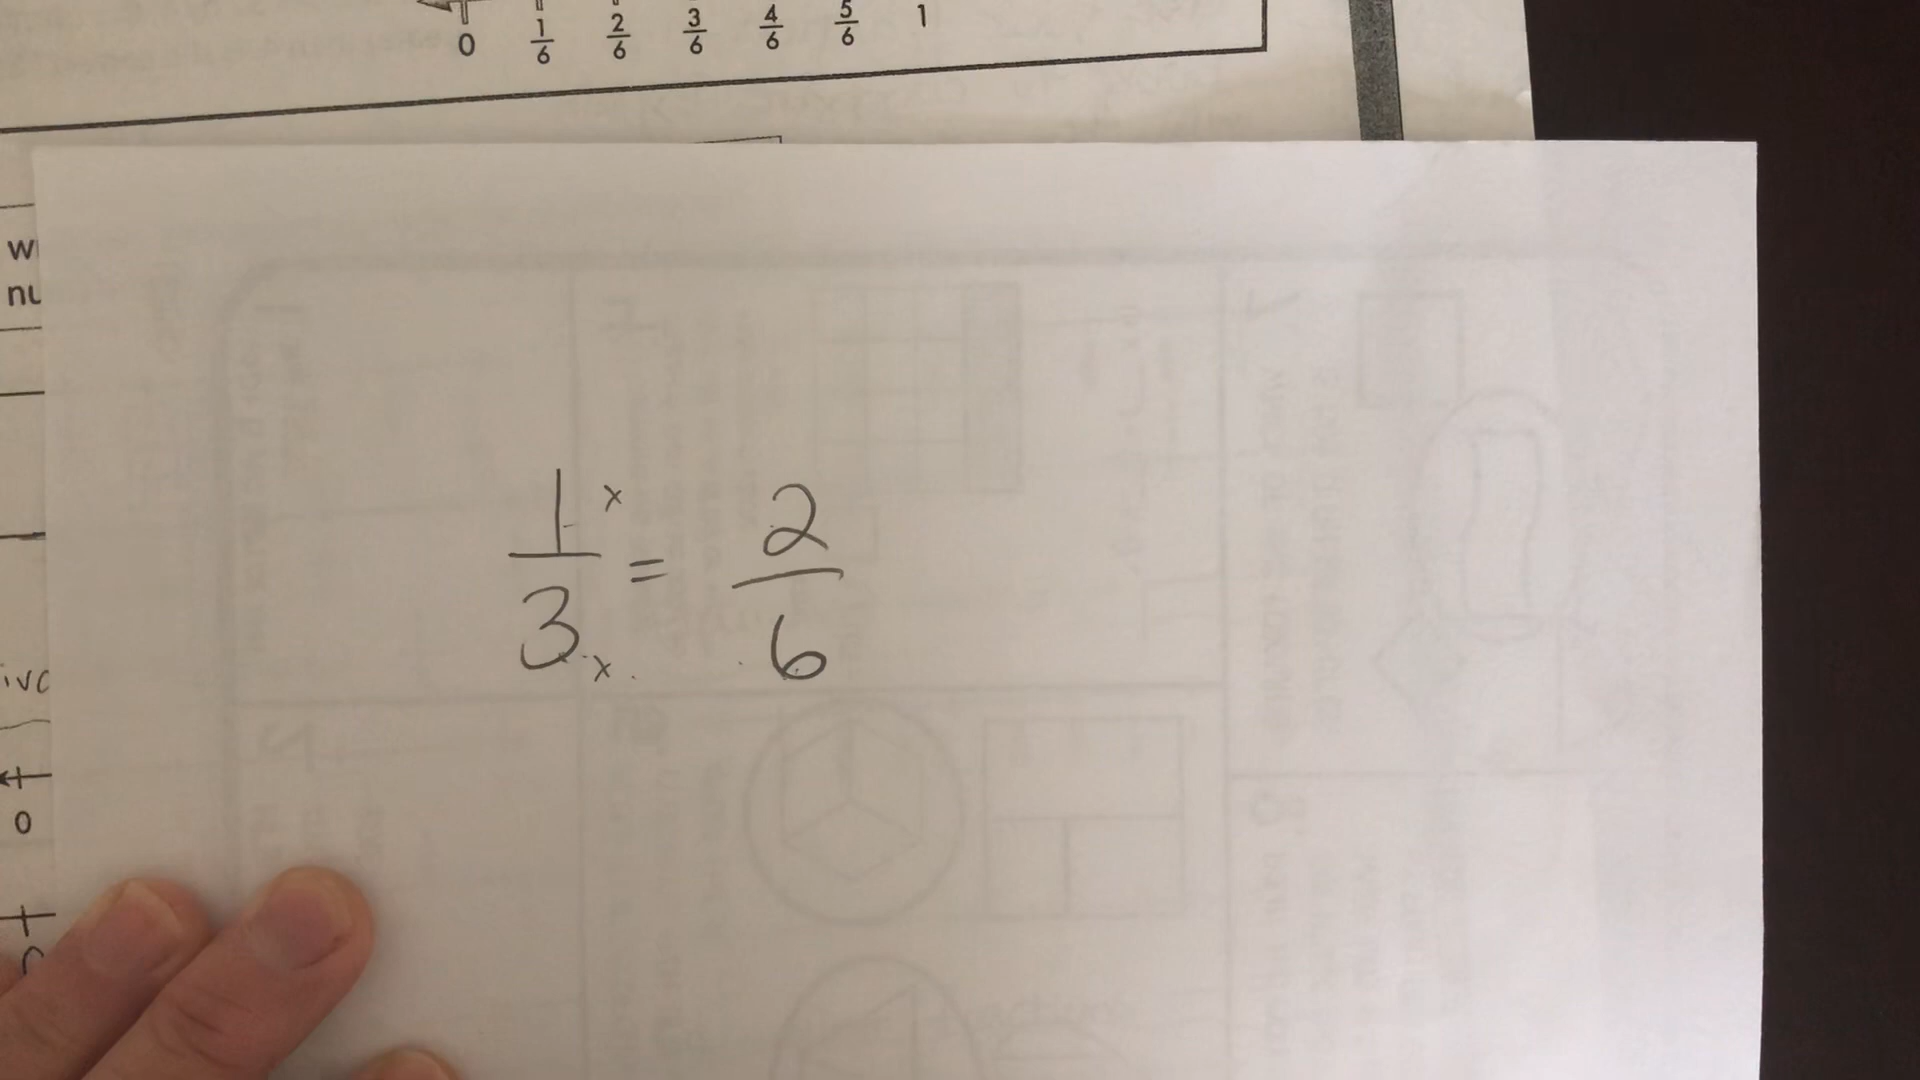 0 1/6 2/6 3/6 4/6 5/6 1
1/3 × × = 2/6
0